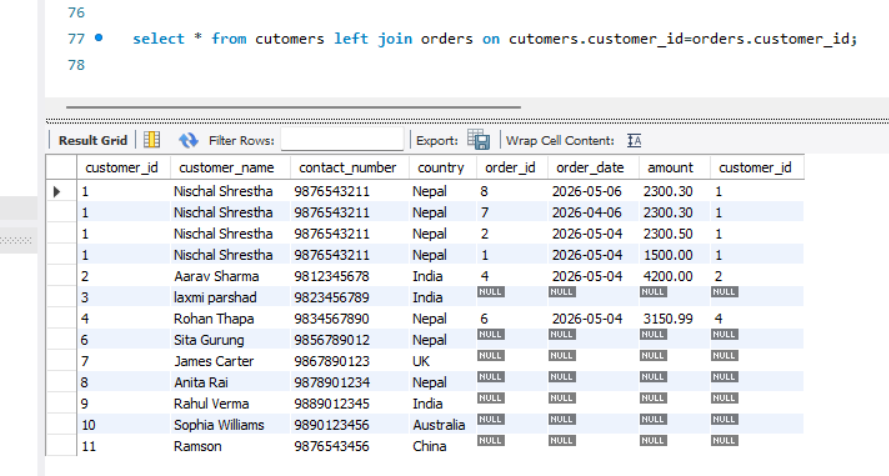 76
77 select * from cutomers left join orders on cutomers.customer_id=orders.customer_id;
78
Result Grid Filter Rows: Export: Wrap Cell Content:
customer_id customer_name contact_number country order_id order_date amount customer_id
1 Nischal Shrestha 9876543211 Nepal 8 2026-05-06 2300.30 1
1 Nischal Shrestha 9876543211 Nepal 7 2026-04-06 2300.30 1
1 Nischal Shrestha 9876543211 Nepal 2 2026-05-04 2300.50 1
1 Nischal Shrestha 9876543211 Nepal 1 2026-05-04 1500.00 1
2 Aarav Sharma 9812345678 India 4 2026-05-04 4200.00 2
3 laxmi parshad 9823456789 India NULL NULL NULL NULL
4 Rohan Thapa 9834567890 Nepal 6 2026-05-04 3150.99 4
6 Sita Gurung 9856789012 Nepal NULL NULL NULL NULL
7 James Carter 9867890123 UK NULL NULL NULL NULL
8 Anita Rai 9878901234 Nepal NULL NULL NULL NULL
9 Rahul Verma 9889012345 India NULL NULL NULL NULL
10 Sophia Williams 9890123456 Australia NULL NULL NULL NULL
11 Ramson 9876543456 China NULL NULL NULL NULL